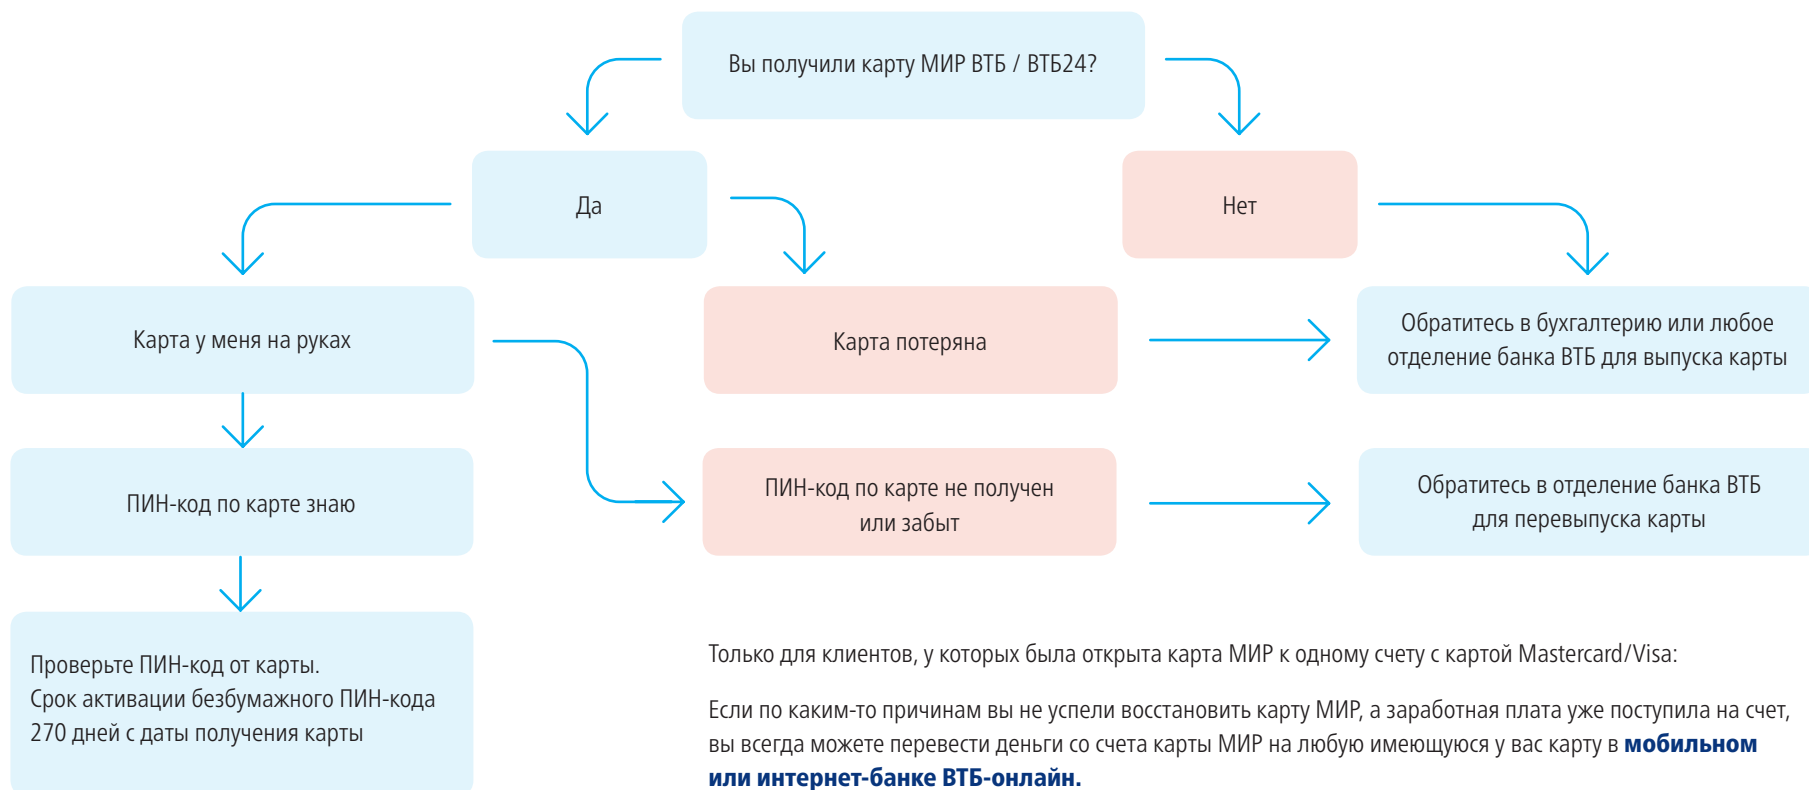 Вы получили карту МИР ВТБ / ВТБ24?
Да
Нет
Карта у меня на руках
Карта потеряна
Обратитесь в бухгалтерию или любое
отделение банка ВТБ для выпуска карты
ПИН-код по карте знаю
ПИН-код по карте не получен
или забыт
Обратитесь в отделение банка ВТБ
для перевыпуска карты
Проверьте ПИН-код от карты.
Срок активации безбумажного ПИН-кода
270 дней с даты получения карты
Только для клиентов, у которых была открыта карта МИР к одному счету с картой Mastercard/Visa:
Если по каким-то причинам вы не успели восстановить карту МИР, а заработная плата уже поступила на счет,
вы всегда можете перевести деньги со счета карты МИР на любую имеющуюся у вас карту в мобильном
или интернет-банке ВТБ-онлайн.